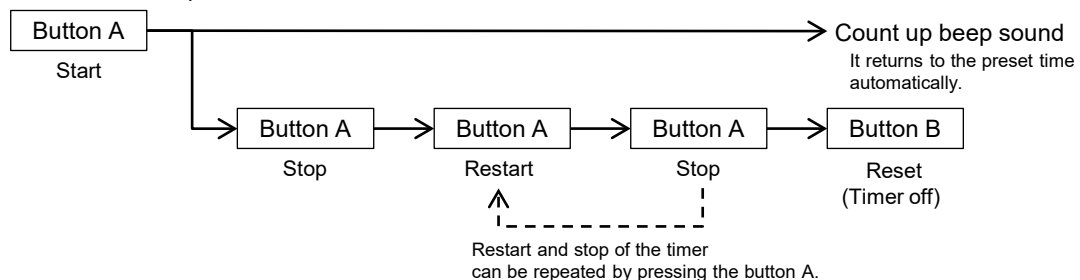 Button A
Count up beep sound
Start
It returns to the preset time
automatically.
Button A
Button A
Button A
Button B
Stop
Restart
Stop
Reset
(Timer off)
Restart and stop of the timer
can be repeated by pressing the button A.